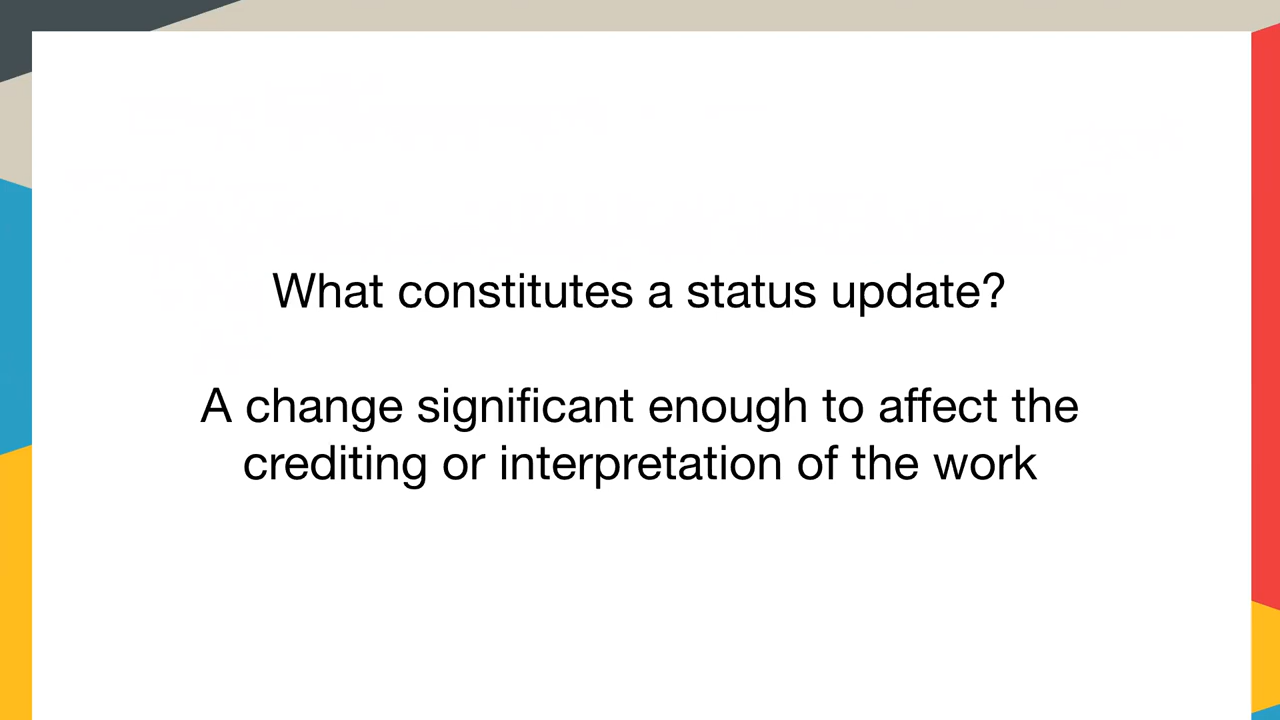 What constitutes a status update?
A change significant enough to affect the
crediting or interpretation of the work